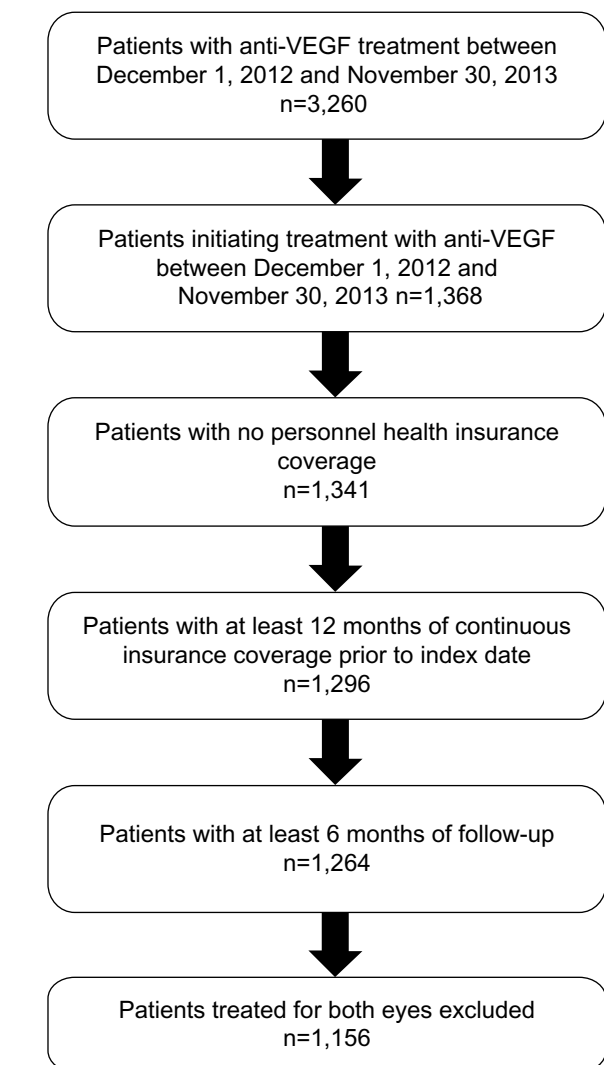 Patients with anti-VEGF treatment between
December 1, 2012 and November 30, 2013
n=3,260
Patients initiating treatment with anti-VEGF
between December 1, 2012 and
November 30, 2013 n=1,368
Patients with no personnel health insurance
coverage
n=1,341
Patients with at least 12 months of continuous
insurance coverage prior to index date
n=1,296
Patients with at least 6 months of follow-up
n=1,264
Patients treated for both eyes excluded
n=1,156